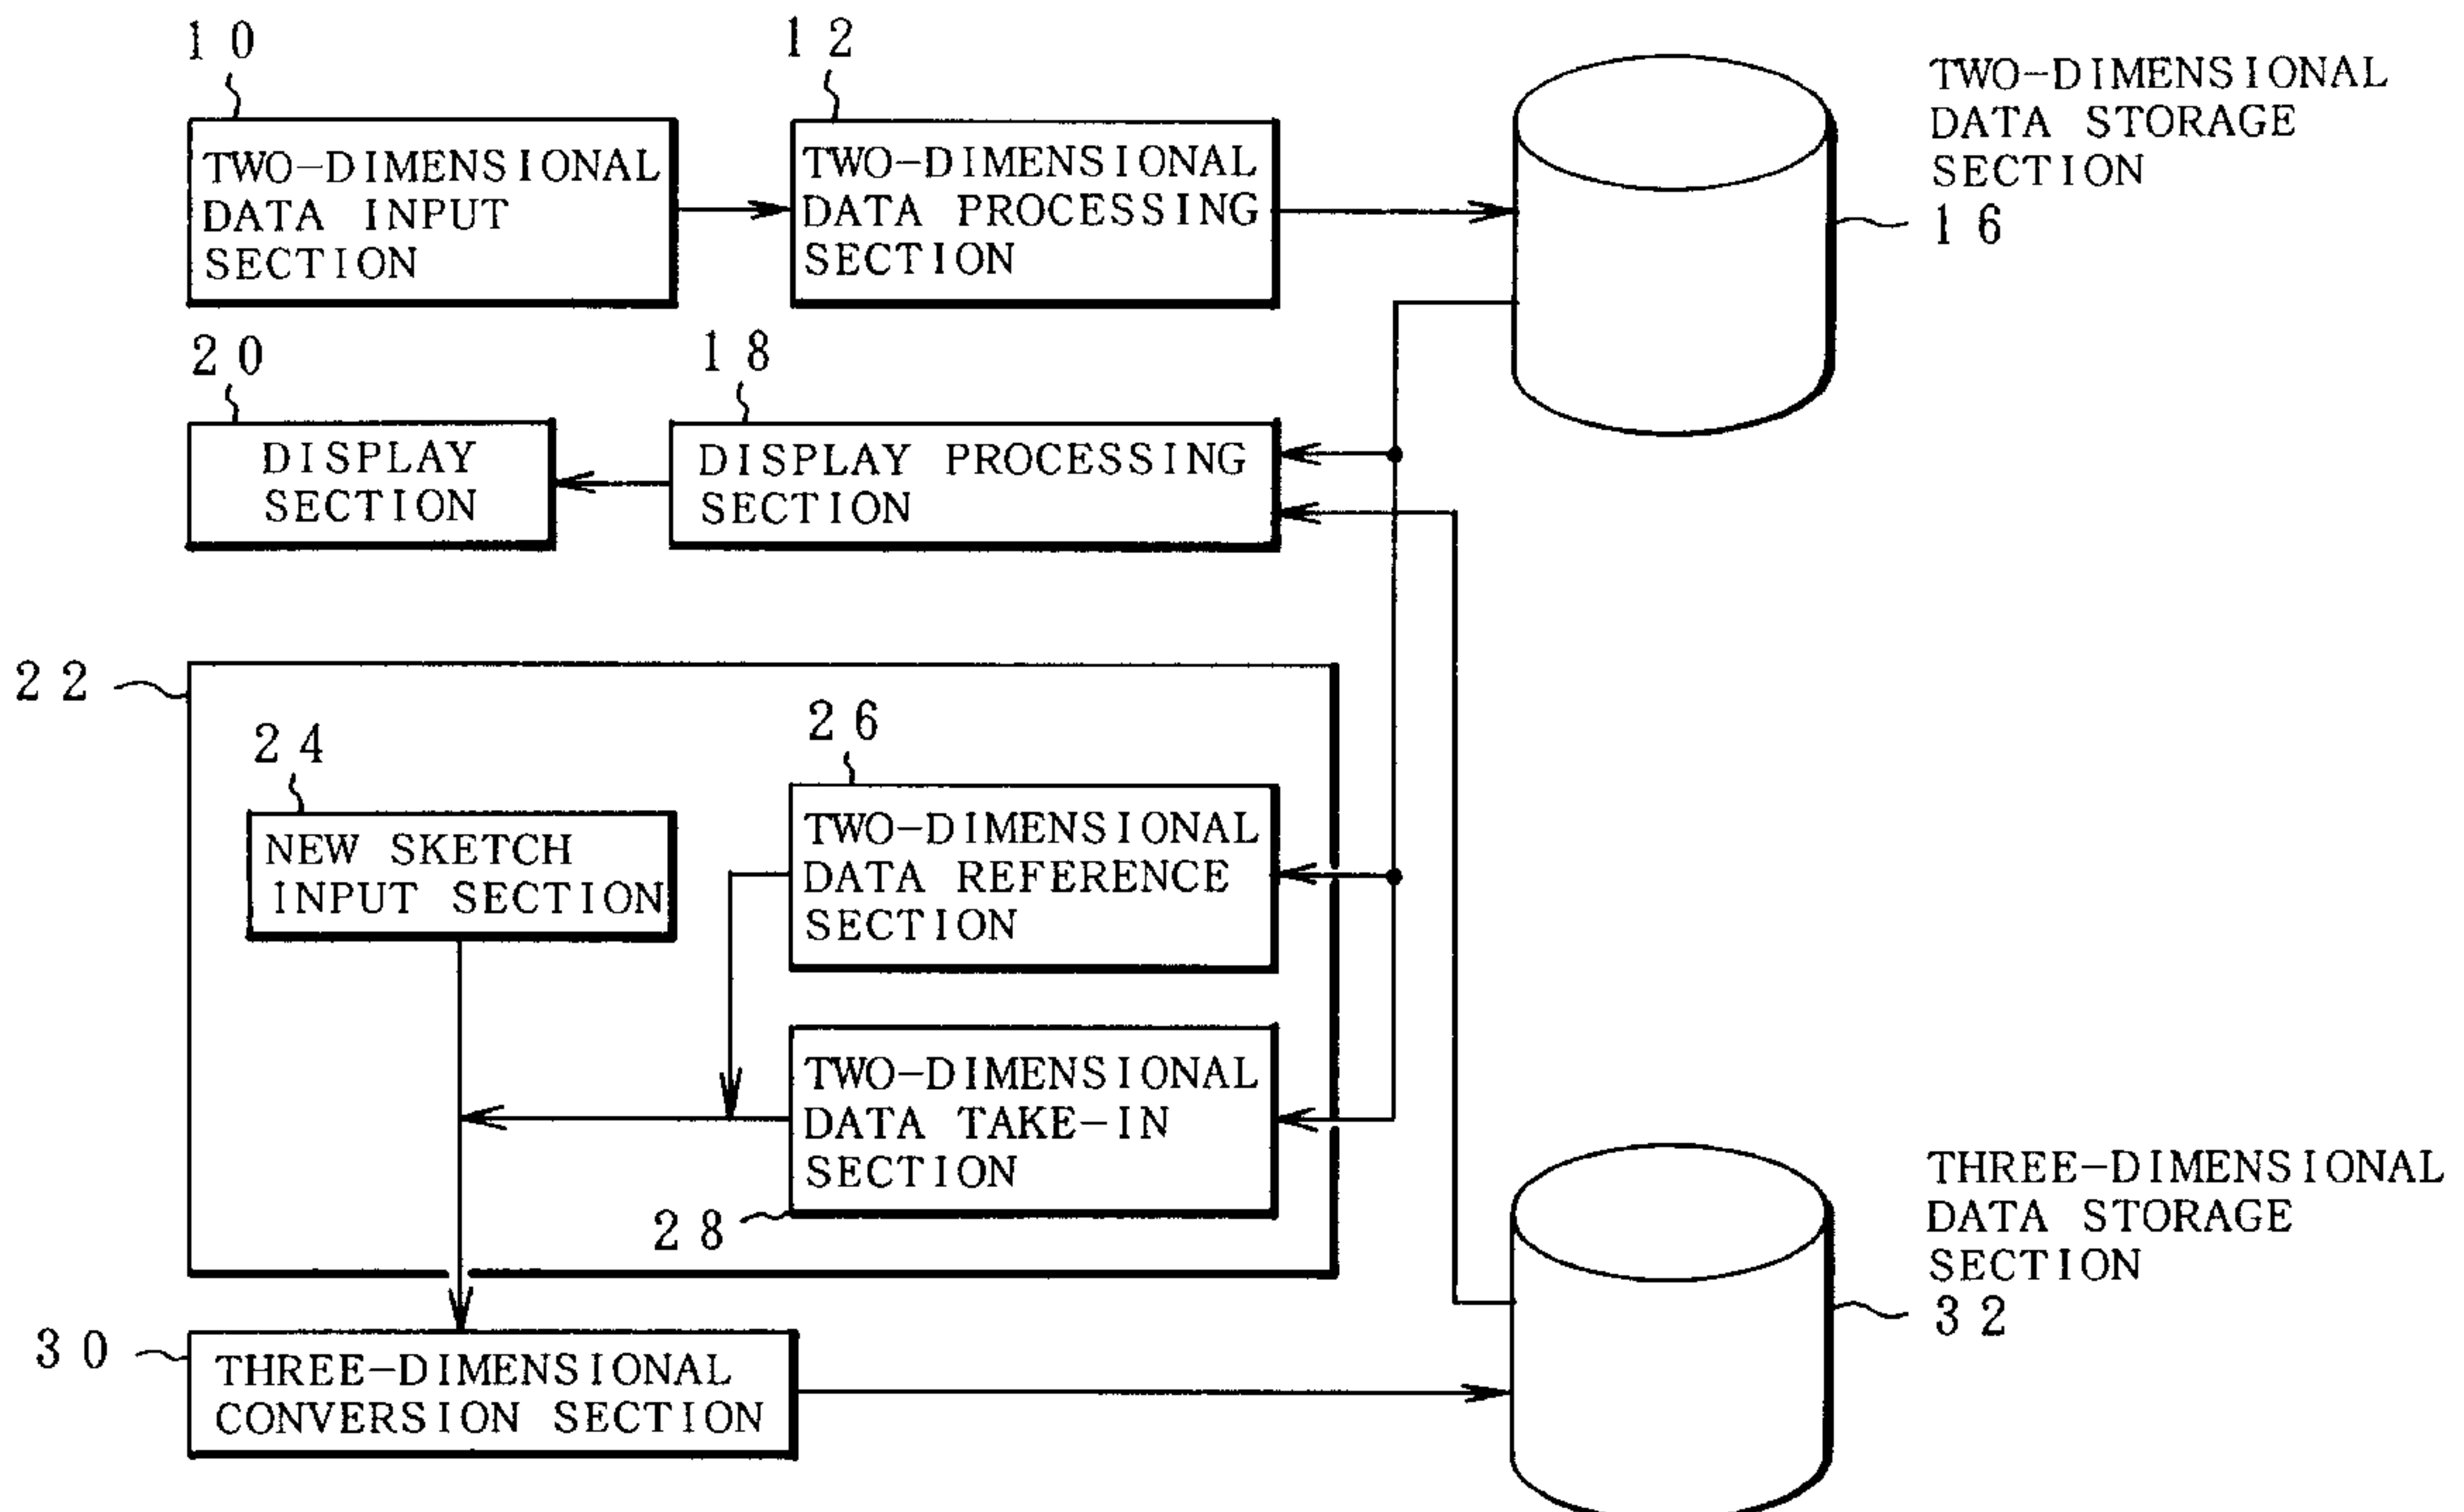 10
TWO-DIMENSIONAL
DATA INPUT
SECTION
12
TWO-DIMENSIONAL
DATA PROCESSING
SECTION
TWO-DIMENSIONAL
DATA STORAGE
SECTION
16
20
DISPLAY
SECTION
18
DISPLAY PROCESSING
SECTION
22
24
NEW SKETCH
INPUT SECTION
26
TWO-DIMENSIONAL
DATA REFERENCE
SECTION
TWO-DIMENSIONAL
DATA TAKE-IN
SECTION
28
30
THREE-DIMENSIONAL
CONVERSION SECTION
THREE-DIMENSIONAL
DATA STORAGE
SECTION
32